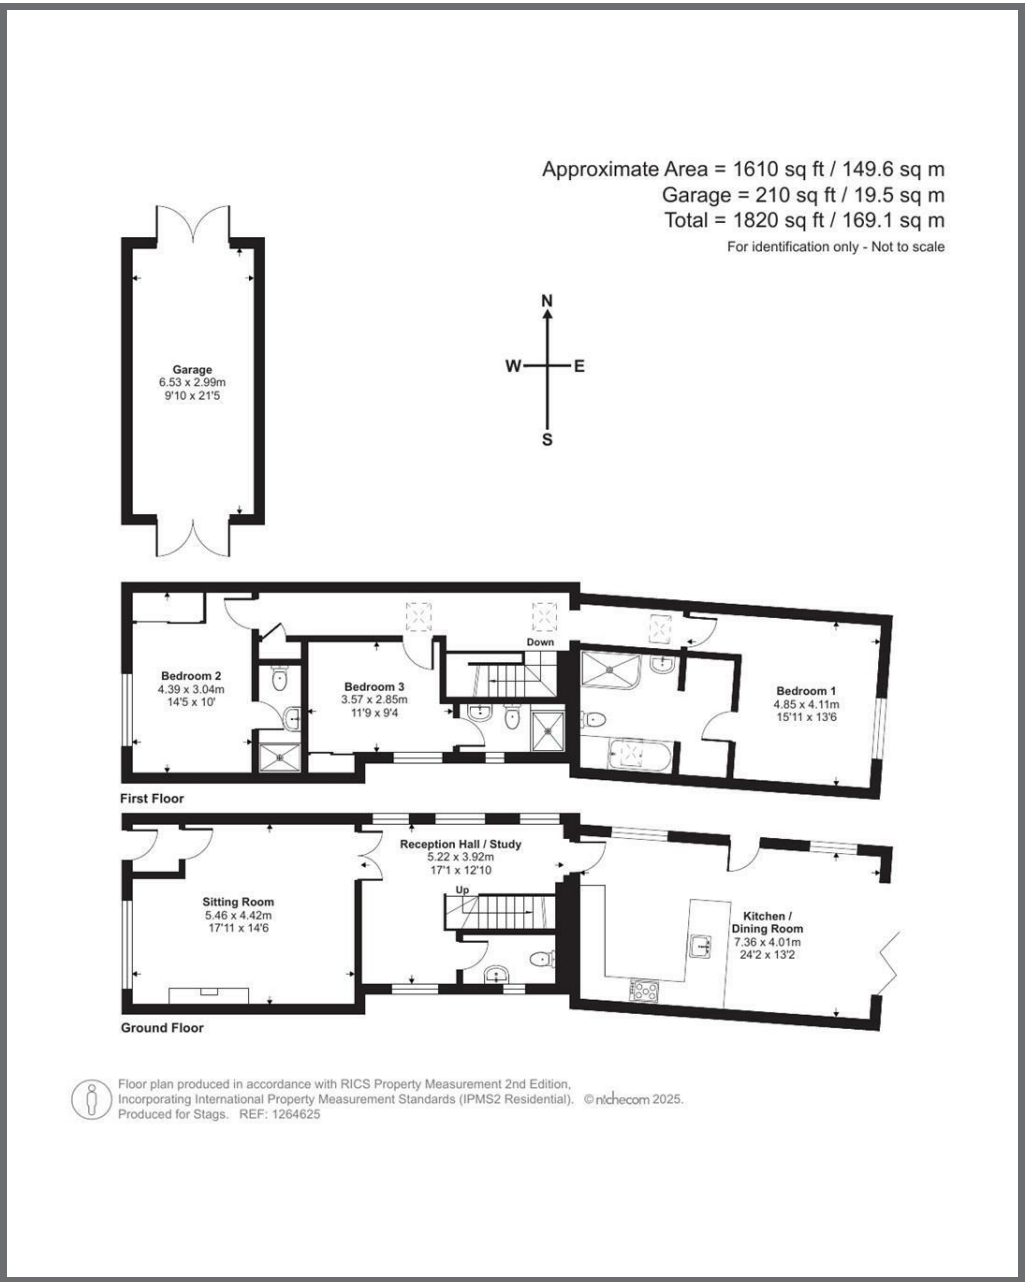 Approximate Area = 1610 sq ft / 149.6 sq m
Garage = 210 sq ft / 19.5 sq m
Total = 1820 sq ft / 169.1 sq m
For identification only - Not to scale
N
W E
S
Garage
6.53 x 2.99m
9'10 x 21'5
Down
Bedroom 2
4.39 x 3.04m
14'5 x 10'
Bedroom 3
3.57 x 2.85m
11'9 x 9'4
Bedroom 1
4.85 x 4.11m
15'11 x 13'6
First Floor
Reception Hall / Study
5.22 x 3.92m
17'1 x 12'10
Up
Sitting Room
5.46 x 4.42m
17'11 x 14'6
Kitchen /
Dining Room
7.36 x 4.01m
24'2 x 13'2
Ground Floor
Floor plan produced in accordance with RICS Property Measurement 2nd Edition,
Incorporating International Property Measurement Standards (IPMS2 Residential). © nichecom 2025.
Produced for Stags. REF: 1264625